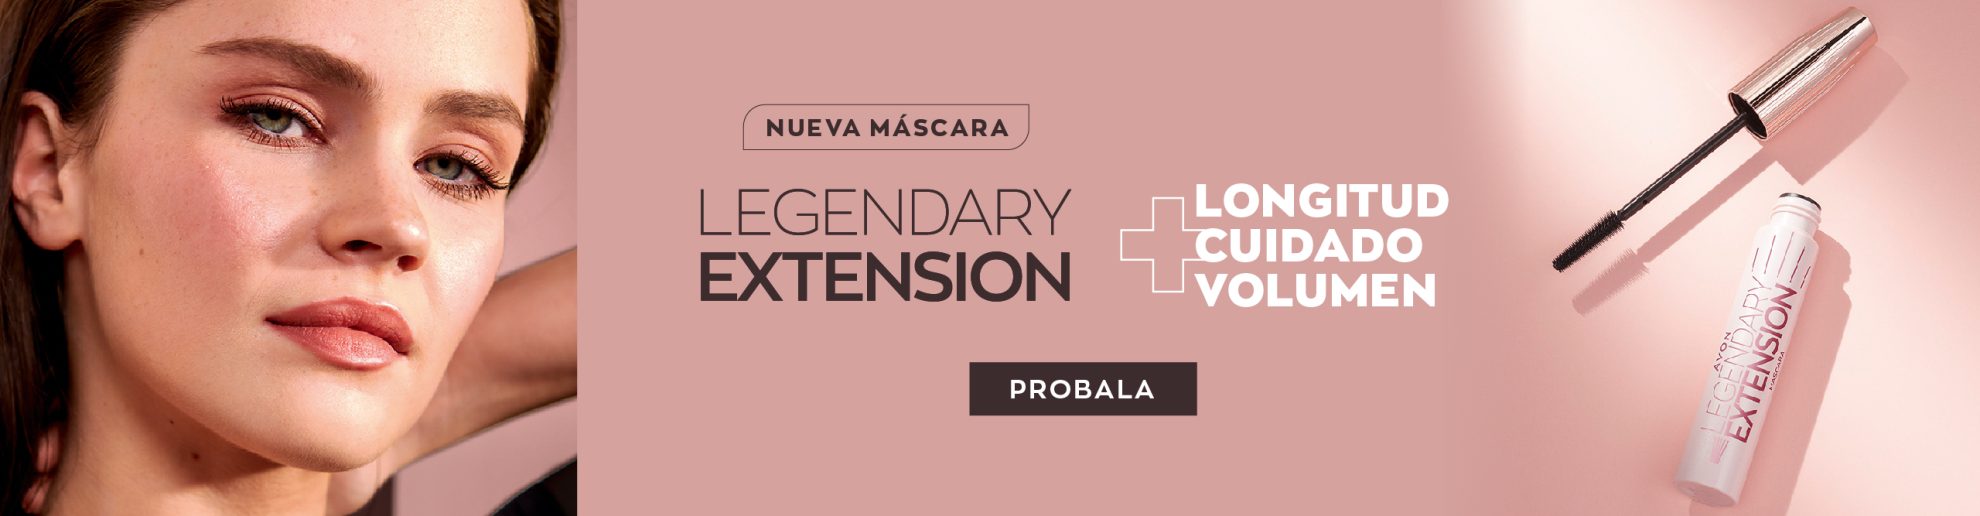 NUEVA MÁSCARA
LEGENDARY
EXTENSION
LONGITUD
CUIDADO
VOLUMEN
PROBALA
AVON
LEGENDARY
EXTENSION
MÁSCARA